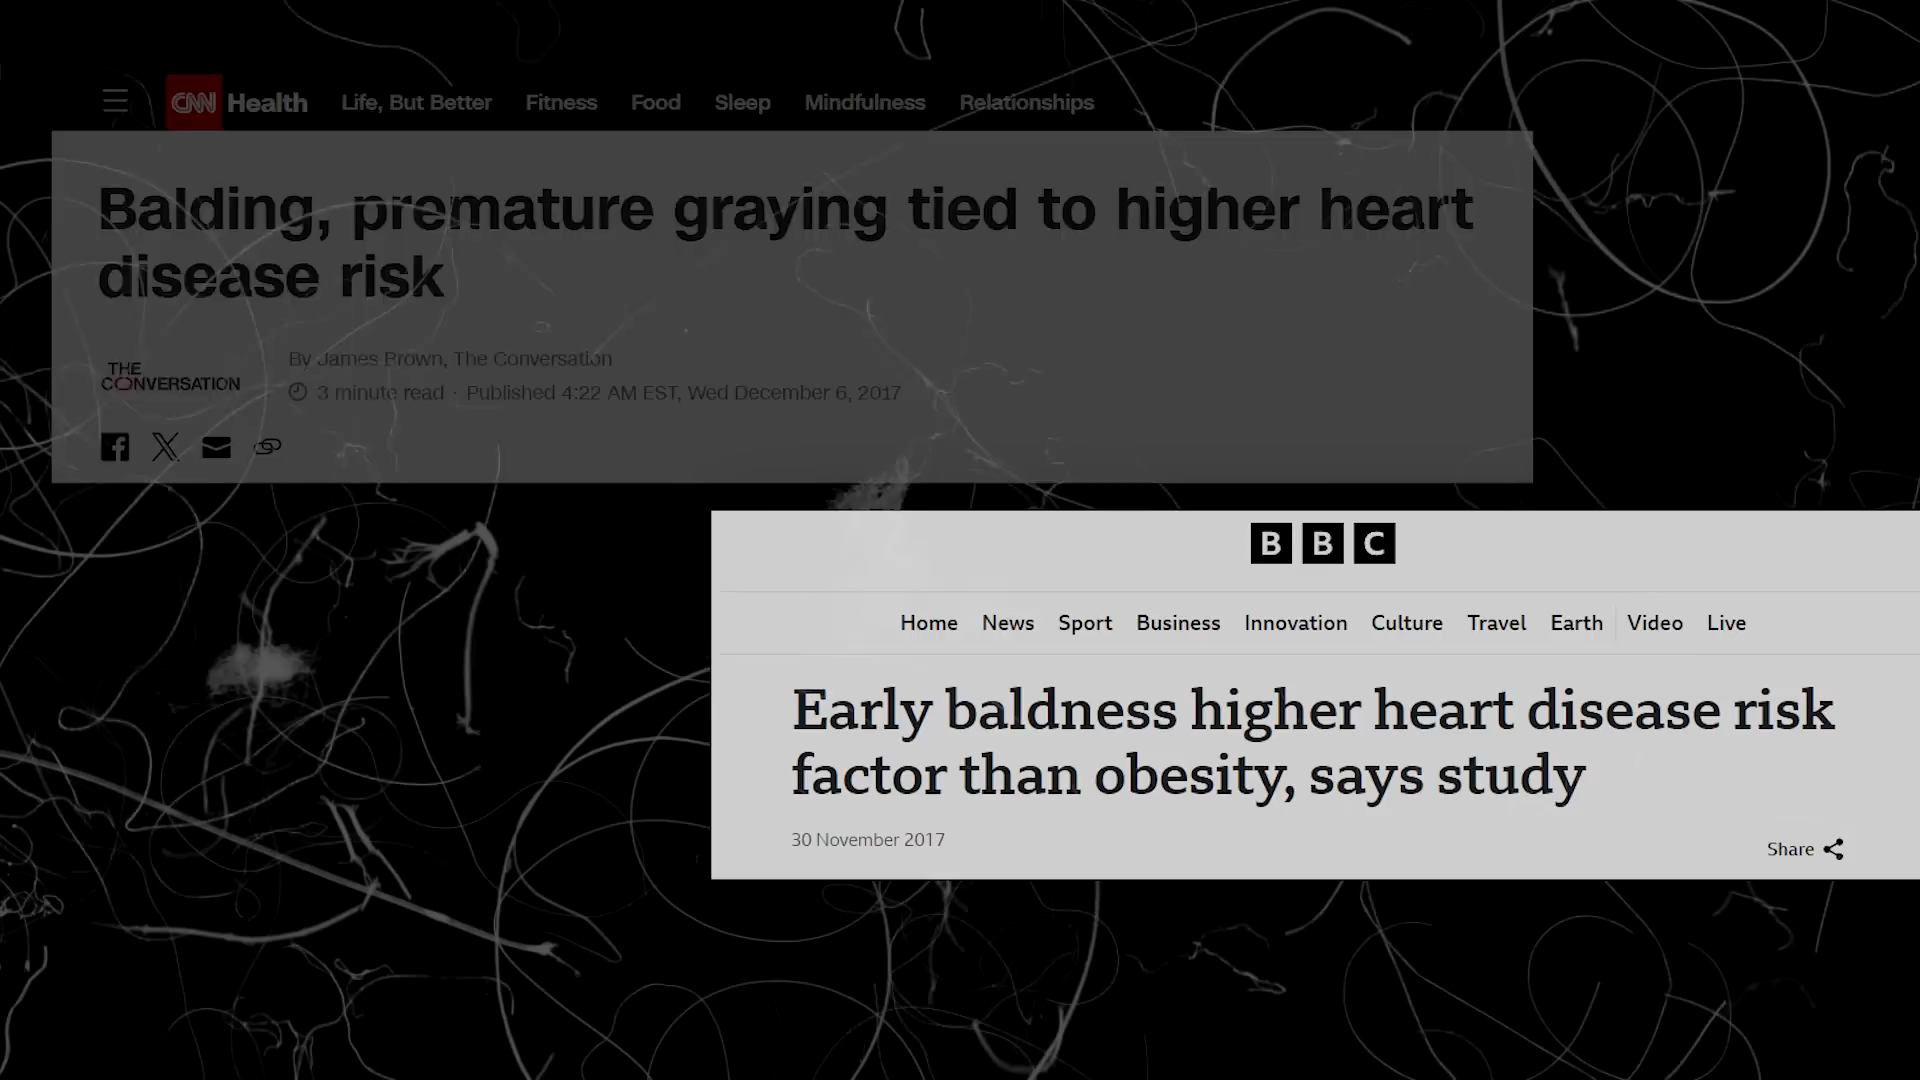 CNN Health Life, But Better Fitness Food Sleep Mindfulness Relationships
Balding, premature graying tied to higher heart
disease risk
THE
CONVERSATION
By James Brown, The Conversation
3 minute read · Published 4:22 AM EST, Wed December 6, 2017
BBC
Home News Sport Business Innovation Culture Travel Earth Video Live
Early baldness higher heart disease risk
factor than obesity, says study
30 November 2017
Share